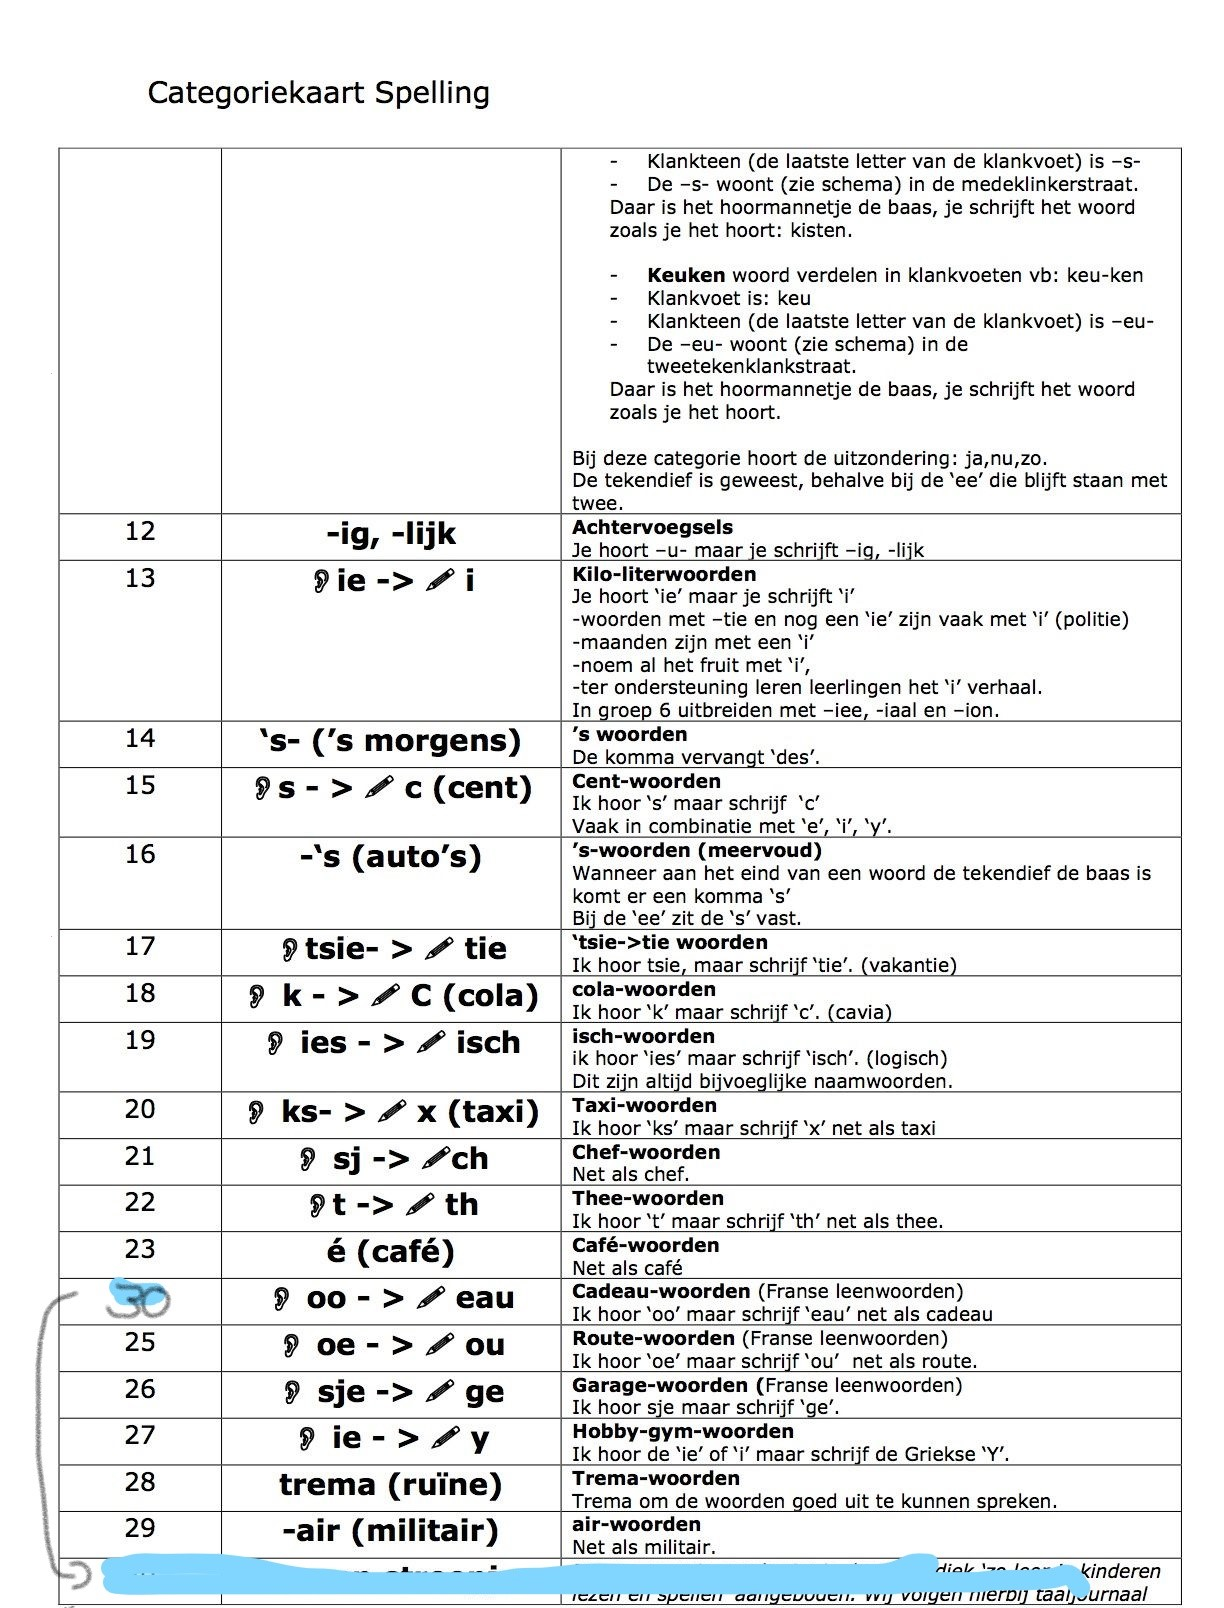 Categoriekaart Spelling
- Klankteen (de laatste letter van de klankvoet) is –s-
- De –s- woont (zie schema) in de medeklinkerstraat.
Daar is het hoormannetje de baas, je schrijft het woord
zoals je het hoort: kisten.
- Keuken woord verdelen in klankvoeten vb: keu-ken
- Klankvoet is: keu
- Klankteen (de laatste letter van de klankvoet) is –eu-
- De –eu- woont (zie schema) in de
tweetekenklankstraat.
Daar is het hoormannetje de baas, je schrijft het woord
zoals je het hoort.
Bij deze categorie hoort de uitzondering: ja,nu,zo.
De tekendief is geweest, behalve bij de ‘ee’ die blijft staan met
twee.
12 -ig, -lijk Achtervoegsels
Je hoort –u- maar je schrijft –ig, -lijk
13 ie -> i Kilo-literwoorden
Je hoort ‘ie’ maar je schrijft ‘i’
-woorden met –tie en nog een ‘ie’ zijn vaak met ‘i’ (politie)
-maanden zijn met een ‘i’
-noem al het fruit met ‘i’,
-ter ondersteuning leren leerlingen het ‘i’ verhaal.
In groep 6 uitbreiden met –iee, -iaal en –ion.
14 ‘s- (’s morgens) ’s woorden
De komma vervangt ‘des’.
15 s - > c (cent) Cent-woorden
Ik hoor ‘s’ maar schrijf ‘c’
Vaak in combinatie met ‘e’, ‘i’, ‘y’.
16 -‘s (auto’s) ’s-woorden (meervoud)
Wanneer aan het eind van een woord de tekendief de baas is
komt er een komma ‘s’
Bij de ‘ee’ zit de ‘s’ vast.
17 tsie- > tie ‘tsie->tie woorden
Ik hoor tsie, maar schrijf ‘tie’. (vakantie)
18 k - > C (cola) cola-woorden
Ik hoor ‘k’ maar schrijf ‘c’. (cavia)
19 ies - > isch isch-woorden
ik hoor ‘ies’ maar schrijf ‘isch’. (logisch)
Dit zijn altijd bijvoeglijke naamwoorden.
20 ks- > x (taxi) Taxi-woorden
Ik hoor ‘ks’ maar schrijf ‘x’ net als taxi
21 sj -> ch Chef-woorden
Net als chef.
22 t -> th Thee-woorden
Ik hoor ‘t’ maar schrijf ‘th’ net als thee.
23 é (café) Café-woorden
Net als café
30 oo - > eau Cadeau-woorden (Franse leenwoorden)
Ik hoor ‘oo’ maar schrijf ‘eau’ net als cadeau
25 oe - > ou Route-woorden (Franse leenwoorden)
Ik hoor ‘oe’ maar schrijf ‘ou’ net als route.
26 sje -> ge Garage-woorden (Franse leenwoorden)
Ik hoor sje maar schrijf ‘ge’.
27 ie - > y Hobby-gym-woorden
Ik hoor de ‘ie’ of ‘i’ maar schrijf de Griekse ‘Y’.
28 trema (ruïne) Trema-woorden
Trema om de woorden goed uit te kunnen spreken.
29 -air (militair) air-woorden
Net als militair.
kinderen
lezen en spellen aangeboden. Wij volgen hierbij taaljournaal